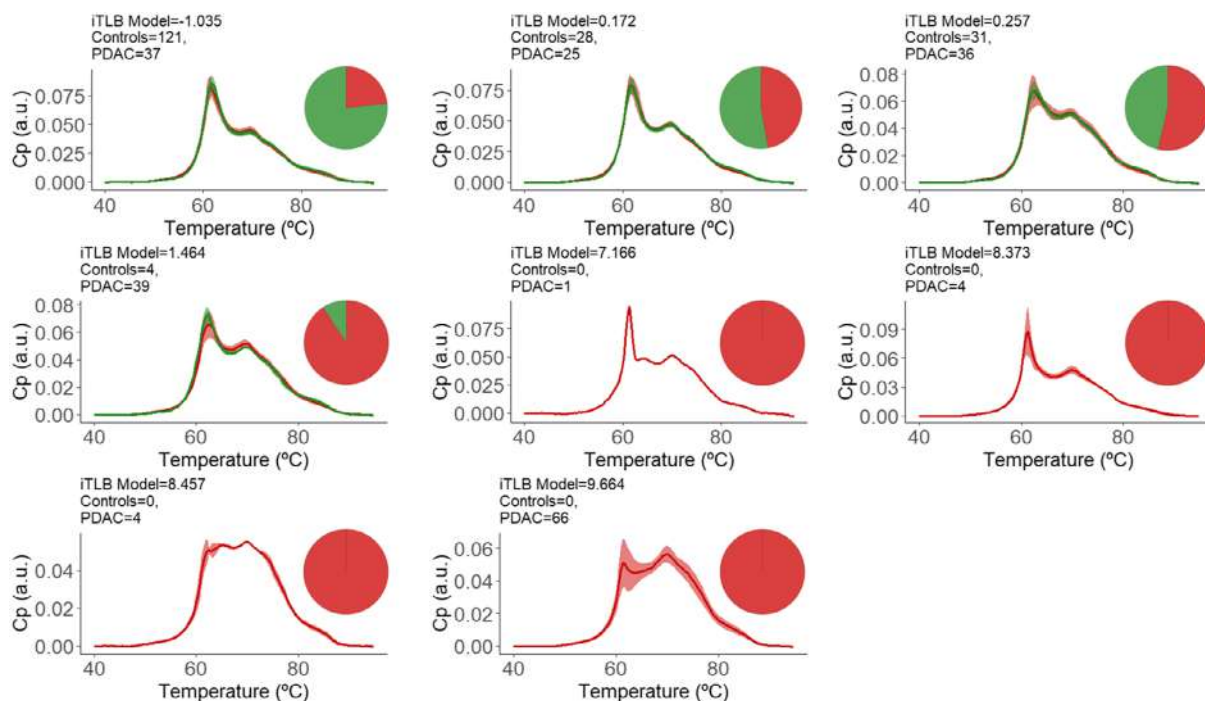 iTLB Model=-1.035
Controls=121,
PDAC=37
Cp (a.u.)
0.075
0.050
0.025
0.000
40 60 80
Temperature (ºC)
iTLB Model=0.172
Controls=28,
PDAC=25
Cp (a.u.)
0.075
0.050
0.025
0.000
40 60 80
Temperature (ºC)
iTLB Model=0.257
Controls=31,
PDAC=36
Cp (a.u.)
0.08
0.06
0.04
0.02
0.00
40 60 80
Temperature (ºC)
iTLB Model=1.464
Controls=4,
PDAC=39
Cp (a.u.)
0.08
0.06
0.04
0.02
0.00
40 60 80
Temperature (ºC)
iTLB Model=7.166
Controls=0,
PDAC=1
Cp (a.u.)
0.075
0.050
0.025
0.000
40 60 80
Temperature (ºC)
iTLB Model=8.373
Controls=0,
PDAC=4
Cp (a.u.)
0.09
0.06
0.03
0.00
40 60 80
Temperature (ºC)
iTLB Model=8.457
Controls=0,
PDAC=4
Cp (a.u.)
0.04
0.02
0.00
40 60 80
Temperature (ºC)
iTLB Model=9.664
Controls=0,
PDAC=66
Cp (a.u.)
0.06
0.04
0.02
0.00
40 60 80
Temperature (ºC)